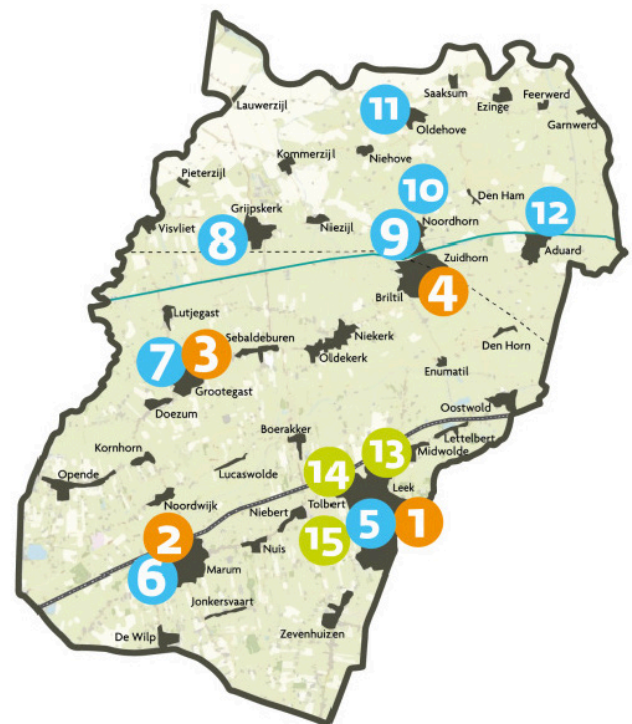 Saaksum
Feerwerd
Ezinge
Lauwerzijl
11
Oldehove
Garnwerd
Niehove
Kommerzijl
Pieterzijl
10
Den Ham
Grijpskerk
Niezijl
Noordhorn
12
Visvliet
8
9
Zuidhorn
Aduard
Briltil
4
Lutjegast
Sebaldeburen
Niekerk
3
Den Horn
7
Oldekerk
Enumatil
Grootegast
Doezum
Oostwold
Boerakker
Lettelbert
Kornhorn
13
Midwolde
Lucaswolde
14
Opende
Leek
Noordwijk
Tolbert
Niebert
5
1
2
15
Nuis
Marum
6
Jonkersvaart
De Wilp
Zevenhuizen